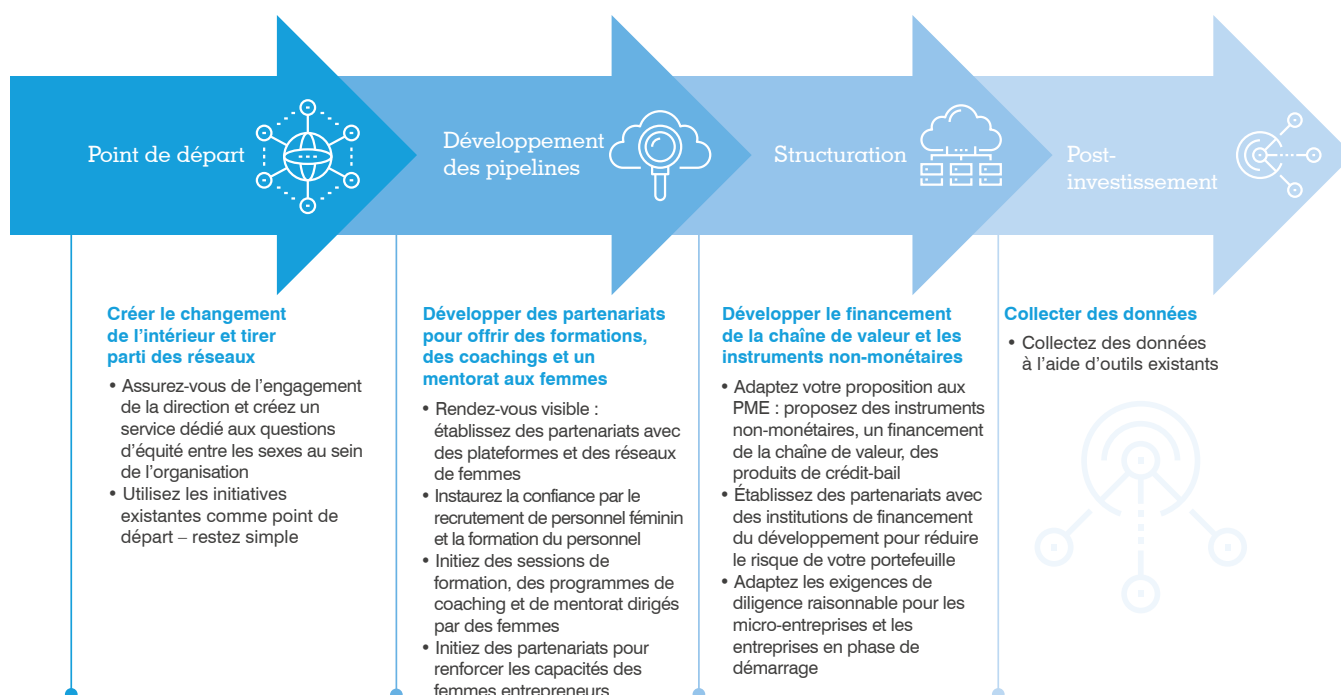 Point de départ
Développement
des pipelines
Structuration
Post-
investissement
Créer le changement
de l’intérieur et tirer
parti des réseaux
• Assurez-vous de l’engagement
de la direction et créez un
service dédié aux questions
d’équité entre les sexes au sein
de l’organisation
• Utilisez les initiatives
existantes comme point de
départ – restez simple
Développer des partenariats
pour offrir des formations,
des coachings et un
mentorat aux femmes
• Rendez-vous visible :
établissez des partenariats avec
des plateformes et des réseaux
de femmes
• Instaurez la confiance par le
recrutement de personnel féminin
et la formation du personnel
• Initiez des sessions de
formation, des programmes de
coaching et de mentorat dirigés
par des femmes
• Initiez des partenariats pour
renforcer les capacités des
femmes entrepreneurs
Développer le financement
de la chaîne de valeur et les
instruments non-monétaires
• Adaptez votre proposition aux
PME : proposez des instruments
non-monétaires, un financement
de la chaîne de valeur, des
produits de crédit-bail
• Établissez des partenariats avec
des institutions de financement
du développement pour réduire
le risque de votre portefeuille
• Adaptez les exigences de
diligence raisonnable pour les
micro-entreprises et les
entreprises en phase de
démarrage
Collecter des données
• Collectez des données
à l’aide d’outils existants